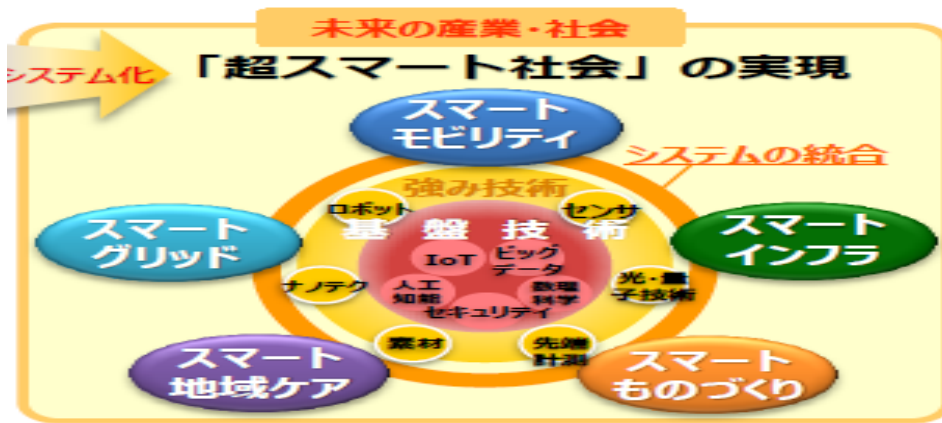 未来の産業・社会
システム化
「超スマート社会」の実現
スマート
モビリティ
システムの統合
強み技術
ロボット
センサ
基盤技術
スマート
グリッド
スマート
インフラ
IoT
ビッグ
データ
ナノテク
人工
知能
数理
科学
光・量
子技術
セキュリティ
素材
先端
計測
スマート
地域ケア
スマート
ものづくり